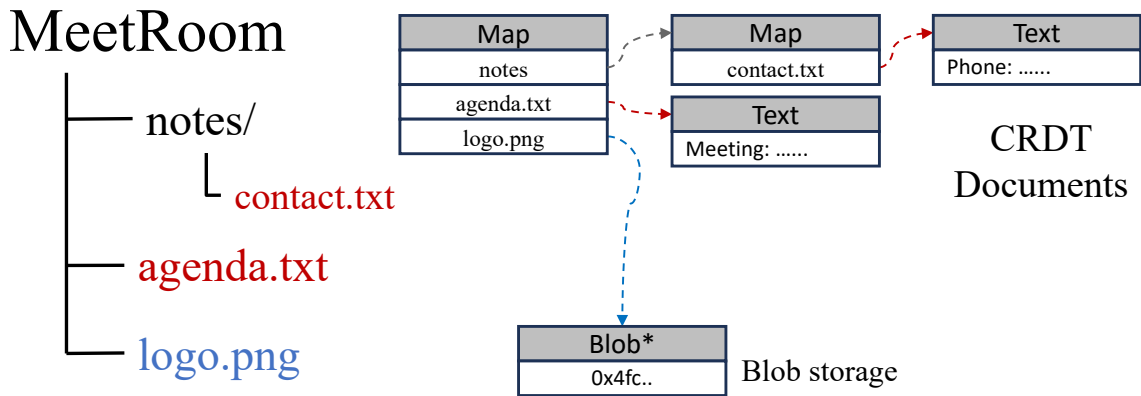 MeetRoom
notes/
contact.txt
agenda.txt
logo.png
Map
notes
agenda.txt
logo.png
Map
contact.txt
Text
Phone: ......
Text
Meeting: ......
CRDT
Documents
Blob*
0x4fc..
Blob storage